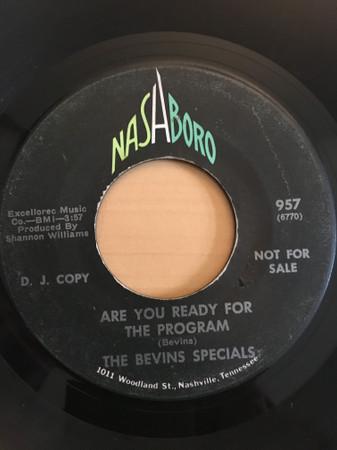 NASHBORO
Excellorec Music
Co.—BMI—3:57
Produced By
Shannon Williams
957
(6770)
D. J. COPY
NOT FOR
SALE
ARE YOU READY FOR
THE PROGRAM
(Bevins)
THE BEVINS SPECIALS
1011 Woodland St., Nashville, Tennessee